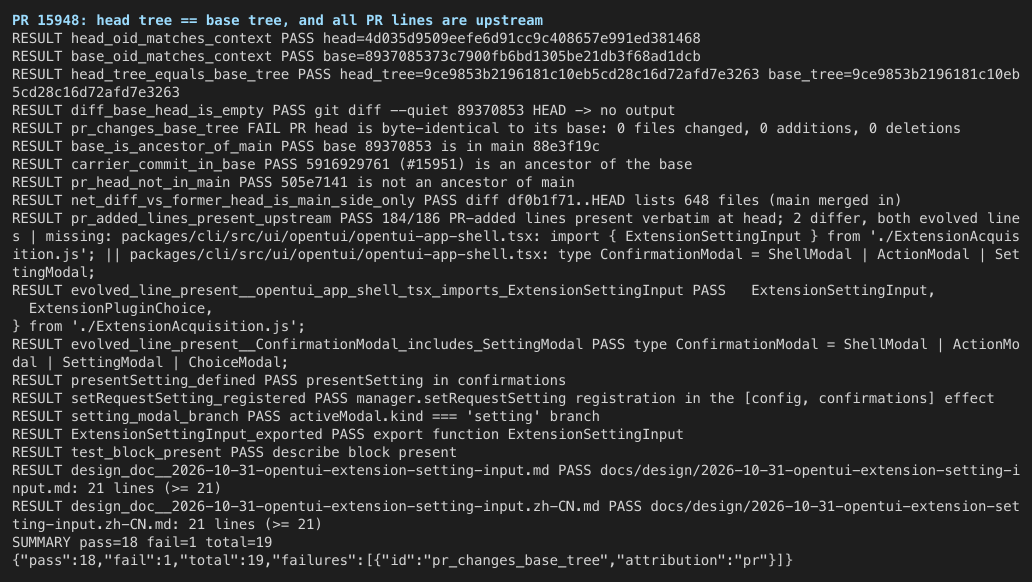 PR 15948: head tree == base tree, and all PR lines are upstream
RESULT head_oid_matches_context PASS head=4d035d9509eefe6d91cc9c408657e991ed381468
RESULT base_oid_matches_context PASS base=8937085373c7900fb6bd1305be21db3f68ad1dcb
RESULT head_tree_equals_base_tree PASS head_tree=9ce9853b2196181c10eb5cd28c16d72afd7e3263 base_tree=9ce9853b2196181c10eb
5cd28c16d72afd7e3263
RESULT diff_base_head_is_empty PASS git diff --quiet 89370853 HEAD -> no output
RESULT pr_changes_base_tree FAIL PR head is byte-identical to its base: 0 files changed, 0 additions, 0 deletions
RESULT base_is_ancestor_of_main PASS base 89370853 is in main 88e3f19c
RESULT carrier_commit_in_base PASS 5916929761 (#15951) is an ancestor of the base
RESULT pr_head_not_in_main PASS 505e7141 is not an ancestor of main
RESULT net_diff_vs_former_head_is_main_side_only PASS diff df0b1f71..HEAD lists 648 files (main merged in)
RESULT pr_added_lines_present_upstream PASS 184/186 PR-added lines present verbatim at head; 2 differ, both evolved line
s | missing: packages/cli/src/ui/opentui/opentui-app-shell.tsx: import { ExtensionSettingInput } from './ExtensionAcquis
ition.js'; || packages/cli/src/ui/opentui/opentui-app-shell.tsx: type ConfirmationModal = ShellModal | ActionModal | Set
tingModal;
RESULT evolved_line_present__opentui_app_shell_tsx_imports_ExtensionSettingInput PASS   ExtensionSettingInput,
  ExtensionPluginChoice,
} from './ExtensionAcquisition.js';
RESULT evolved_line_present__ConfirmationModal_includes_SettingModal PASS type ConfirmationModal = ShellModal | ActionMo
dal | SettingModal | ChoiceModal;
RESULT presentSetting_defined PASS presentSetting in confirmations
RESULT setRequestSetting_registered PASS manager.setRequestSetting registration in the [config, confirmations] effect
RESULT setting_modal_branch PASS activeModal.kind === 'setting' branch
RESULT ExtensionSettingInput_exported PASS export function ExtensionSettingInput
RESULT test_block_present PASS describe block present
RESULT design_doc__2026-10-31-opentui-extension-setting-input.md PASS docs/design/2026-10-31-opentui-extension-setting-i
nput.md: 21 lines (>= 21)
RESULT design_doc__2026-10-31-opentui-extension-setting-input.zh-CN.md PASS docs/design/2026-10-31-opentui-extension-set
ting-input.zh-CN.md: 21 lines (>= 21)
SUMMARY pass=18 fail=1 total=19
{"pass":18,"fail":1,"total":19,"failures":[{"id":"pr_changes_base_tree","attribution":"pr"}]}